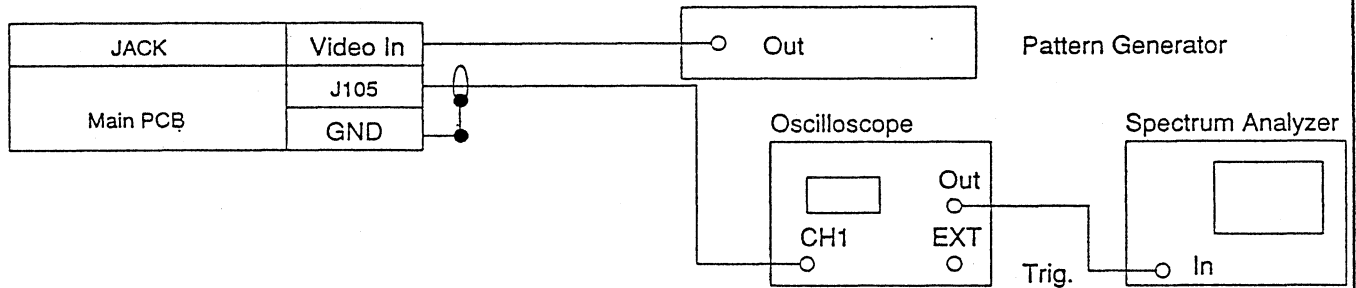 JACK
Video In
Out
Pattern Generator
Main PCB
J105
GND
Oscilloscope
Out
CH1
EXT
Trig.
Spectrum Analyzer
In